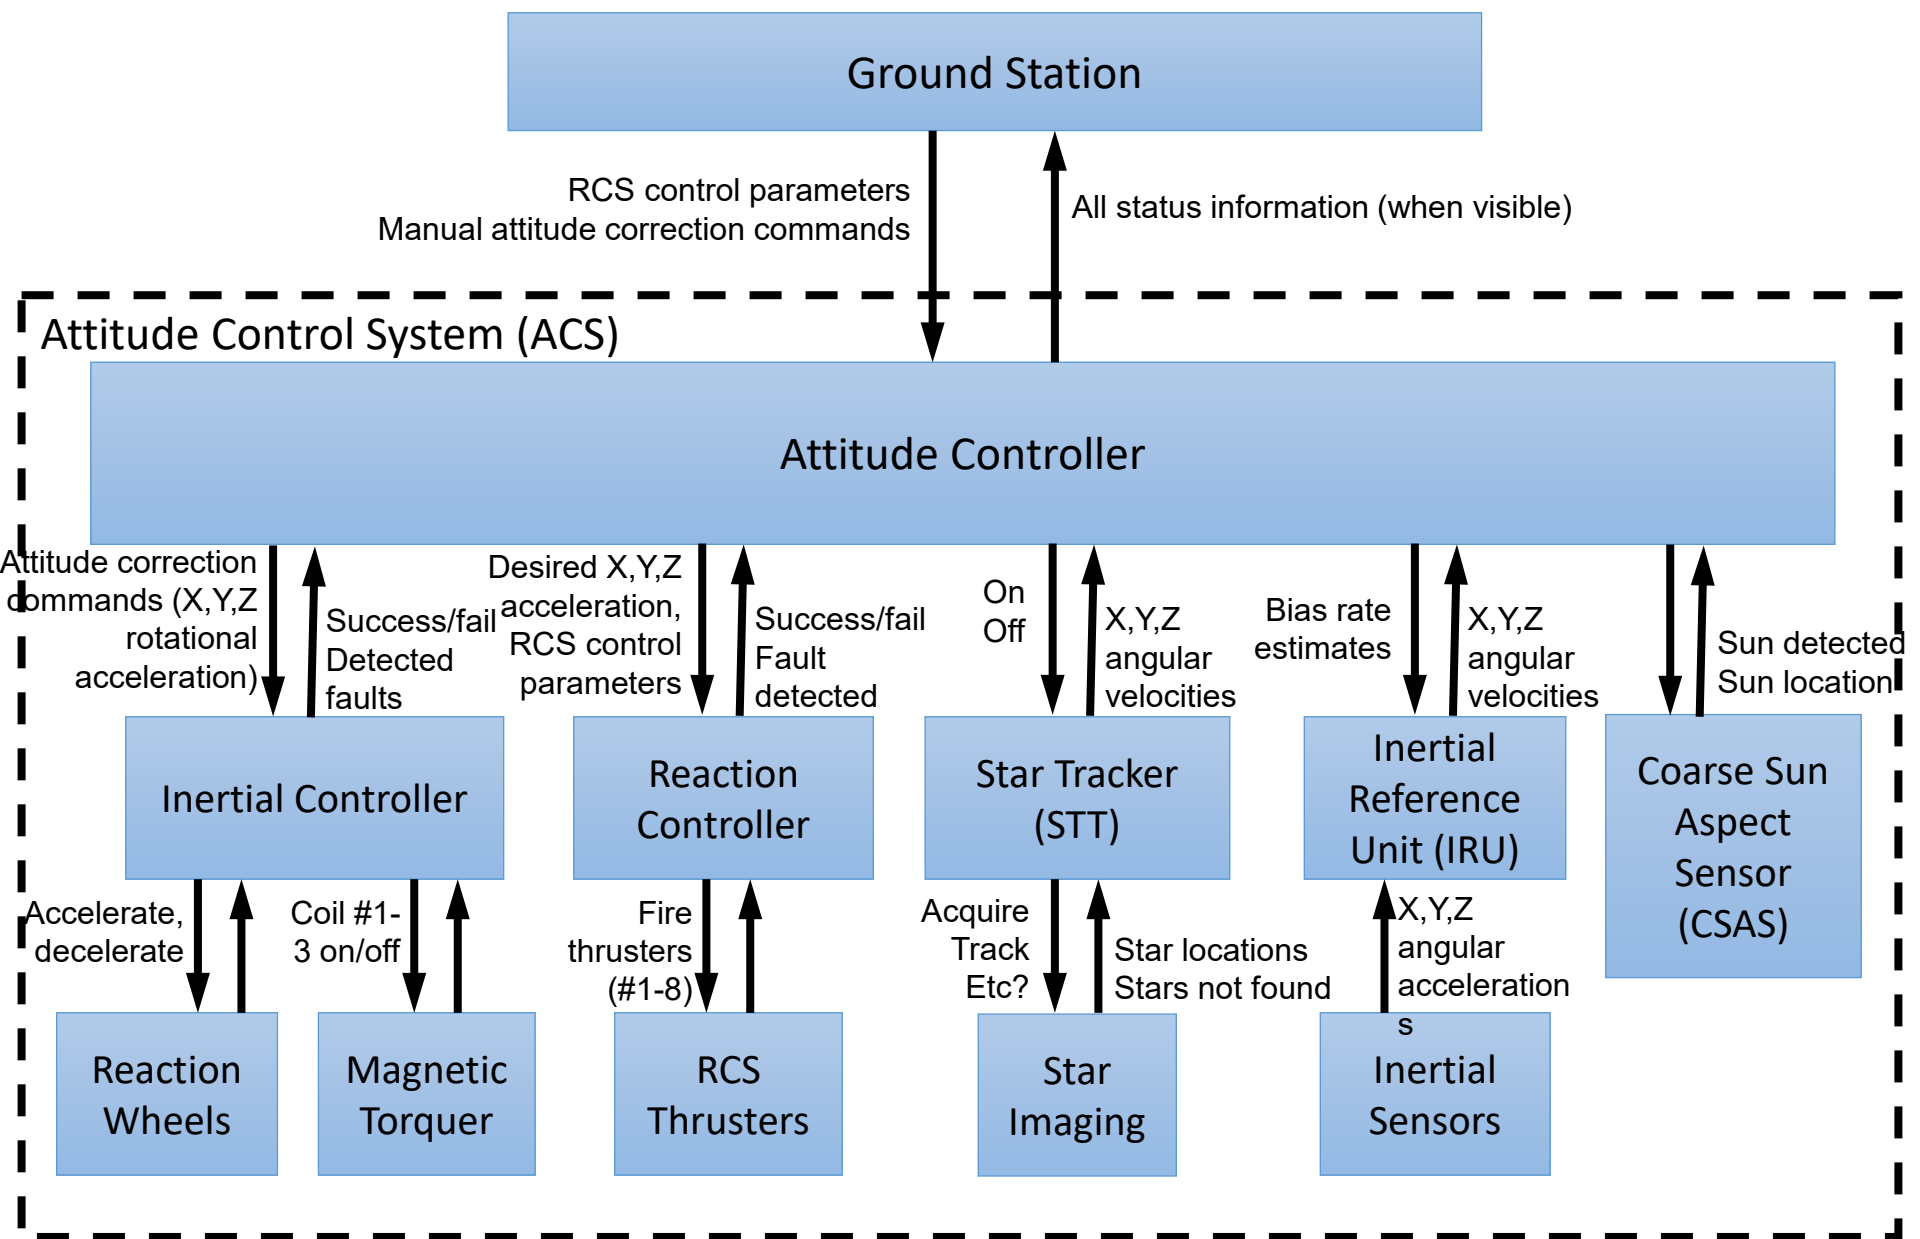 Ground Station
RCS control parameters
Manual attitude correction commands
All status information (when visible)
Attitude Control System (ACS)
Attitude Controller
Attitude correction
commands (X,Y,Z
rotational
acceleration)
Success/fail
Detected
faults
Desired X,Y,Z
acceleration,
RCS control
parameters
Success/fail
Fault
detected
On
Off
X,Y,Z
angular
velocities
Bias rate
estimates
X,Y,Z
angular
velocities
Sun detected
Sun location
Inertial Controller
Reaction
Controller
Star Tracker
(STT)
Inertial
Reference
Unit (IRU)
Coarse Sun
Aspect
Sensor
(CSAS)
Accelerate,
decelerate
Coil #1-
3 on/off
Fire
thrusters
(#1-8)
Acquire
Track
Etc?
Star locations
Stars not found
X,Y,Z
angular
acceleration
s
Reaction
Wheels
Magnetic
Torquer
RCS
Thrusters
Star
Imaging
Inertial
Sensors